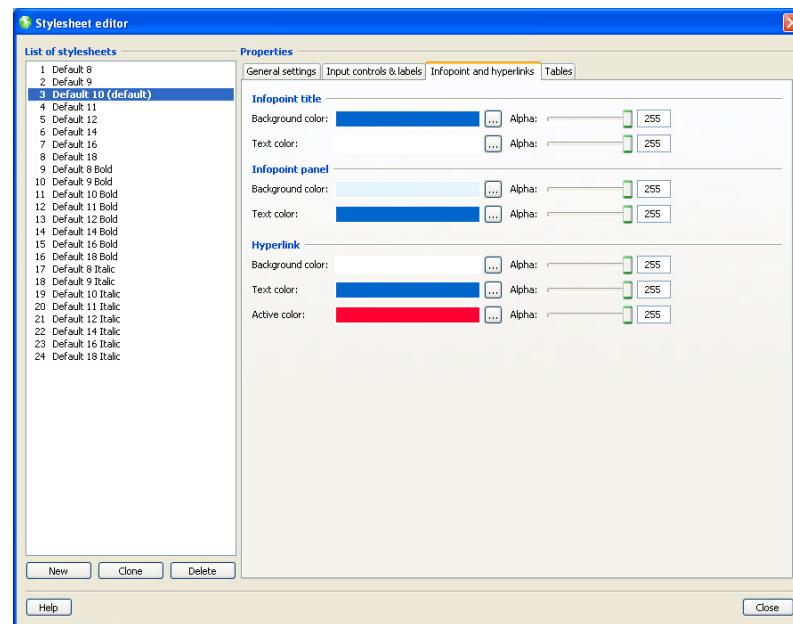 Stylesheet editor
List of stylesheets
1 Default 8
2 Default 9
3 Default 10 (default)
4 Default 11
5 Default 12
6 Default 14
7 Default 16
8 Default 18
9 Default 8 Bold
10 Default 9 Bold
11 Default 10 Bold
12 Default 11 Bold
13 Default 12 Bold
14 Default 14 Bold
15 Default 16 Bold
16 Default 18 Bold
17 Default 8 Italic
18 Default 9 Italic
19 Default 10 Italic
20 Default 11 Italic
21 Default 12 Italic
22 Default 14 Italic
23 Default 16 Italic
24 Default 18 Italic
New Clone Delete
Properties
General settings Input controls & labels Infopoint and hyperlinks Tables
Infopoint title
Background color: ... Alpha: 255
Text color: ... Alpha: 255
Infopoint panel
Background color: ... Alpha: 255
Text color: ... Alpha: 255
Hyperlink
Background color: ... Alpha: 255
Text color: ... Alpha: 255
Active color: ... Alpha: 255
Help Close